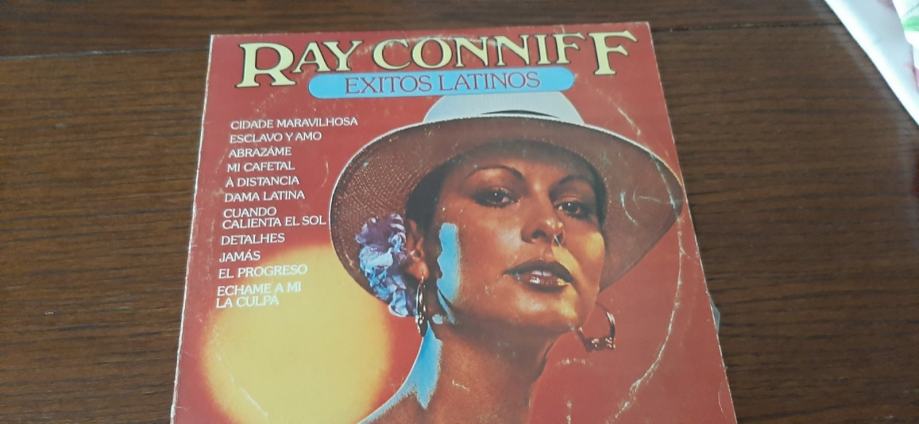 RAY CONNIFF
EXITOS LATINOS
CIDADE MARAVILHOSA
ESCLAVO Y AMO
ABRAZÁME
MI CAFETAL
À DISTANCIA
DAMA LATINA
CUANDO
CALIENTA EL SOL
DETALHES
JAMÁS
EL PROGRESO
ECHAME A MI
LA CULPA